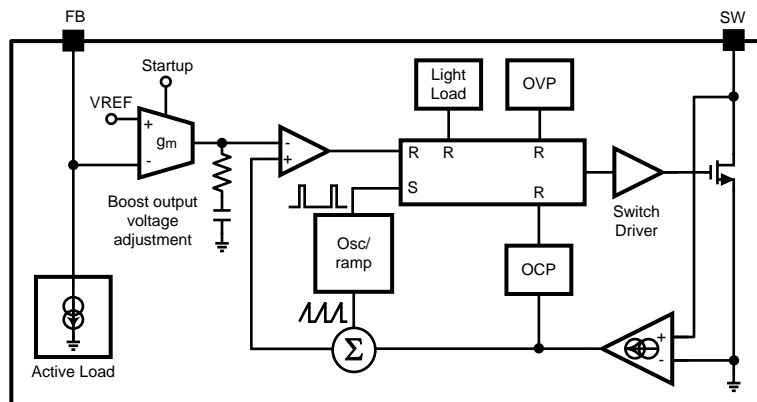 FB
SW
Startup
VREF
+
gm
-
Light
Load
OVP
-
+
R
R
R
S
R
Switch
Driver
Boost output
voltage
adjustment
Osc/
ramp
OCP
Σ
+
-
Active Load